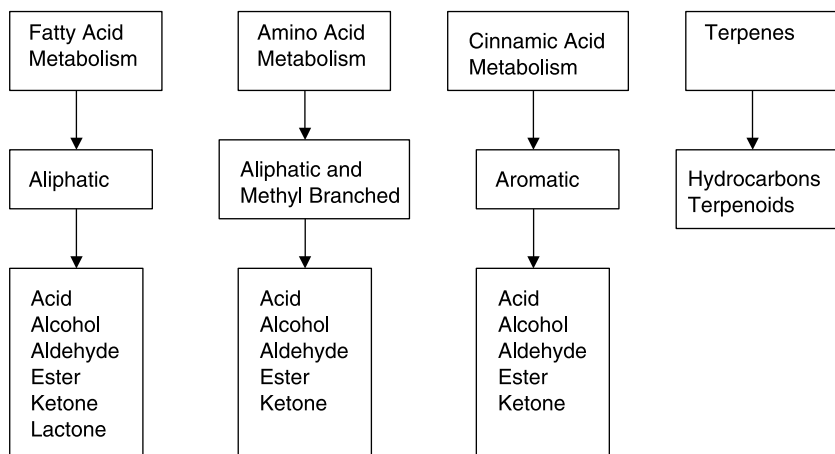 Fatty Acid
Metabolism
Amino Acid
Metabolism
Cinnamic Acid
Metabolism
Terpenes
Aliphatic
Aliphatic and
Methyl Branched
Aromatic
Hydrocarbons
Terpenoids
Acid
Alcohol
Aldehyde
Ester
Ketone
Lactone
Acid
Alcohol
Aldehyde
Ester
Ketone
Acid
Alcohol
Aldehyde
Ester
Ketone